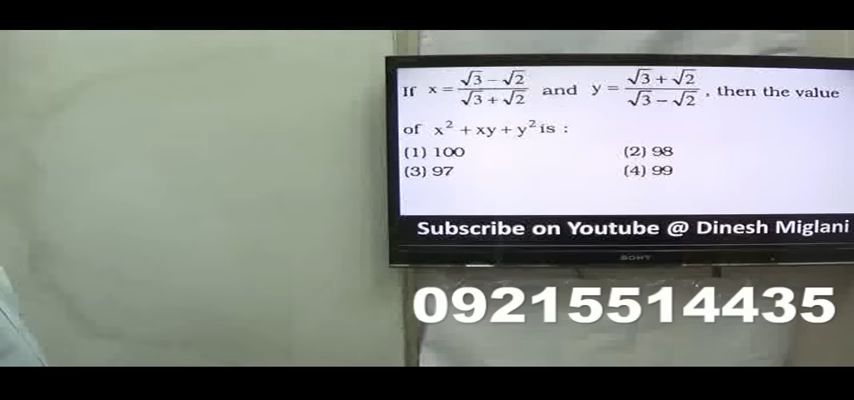 If x = (√3 − √2)/(√3 + √2) and y = (√3 + √2)/(√3 − √2), then the value
of x² + xy + y² is :
(1) 100 (2) 98
(3) 97 (4) 99
Subscribe on Youtube @ Dinesh Miglani
SONY
09215514435